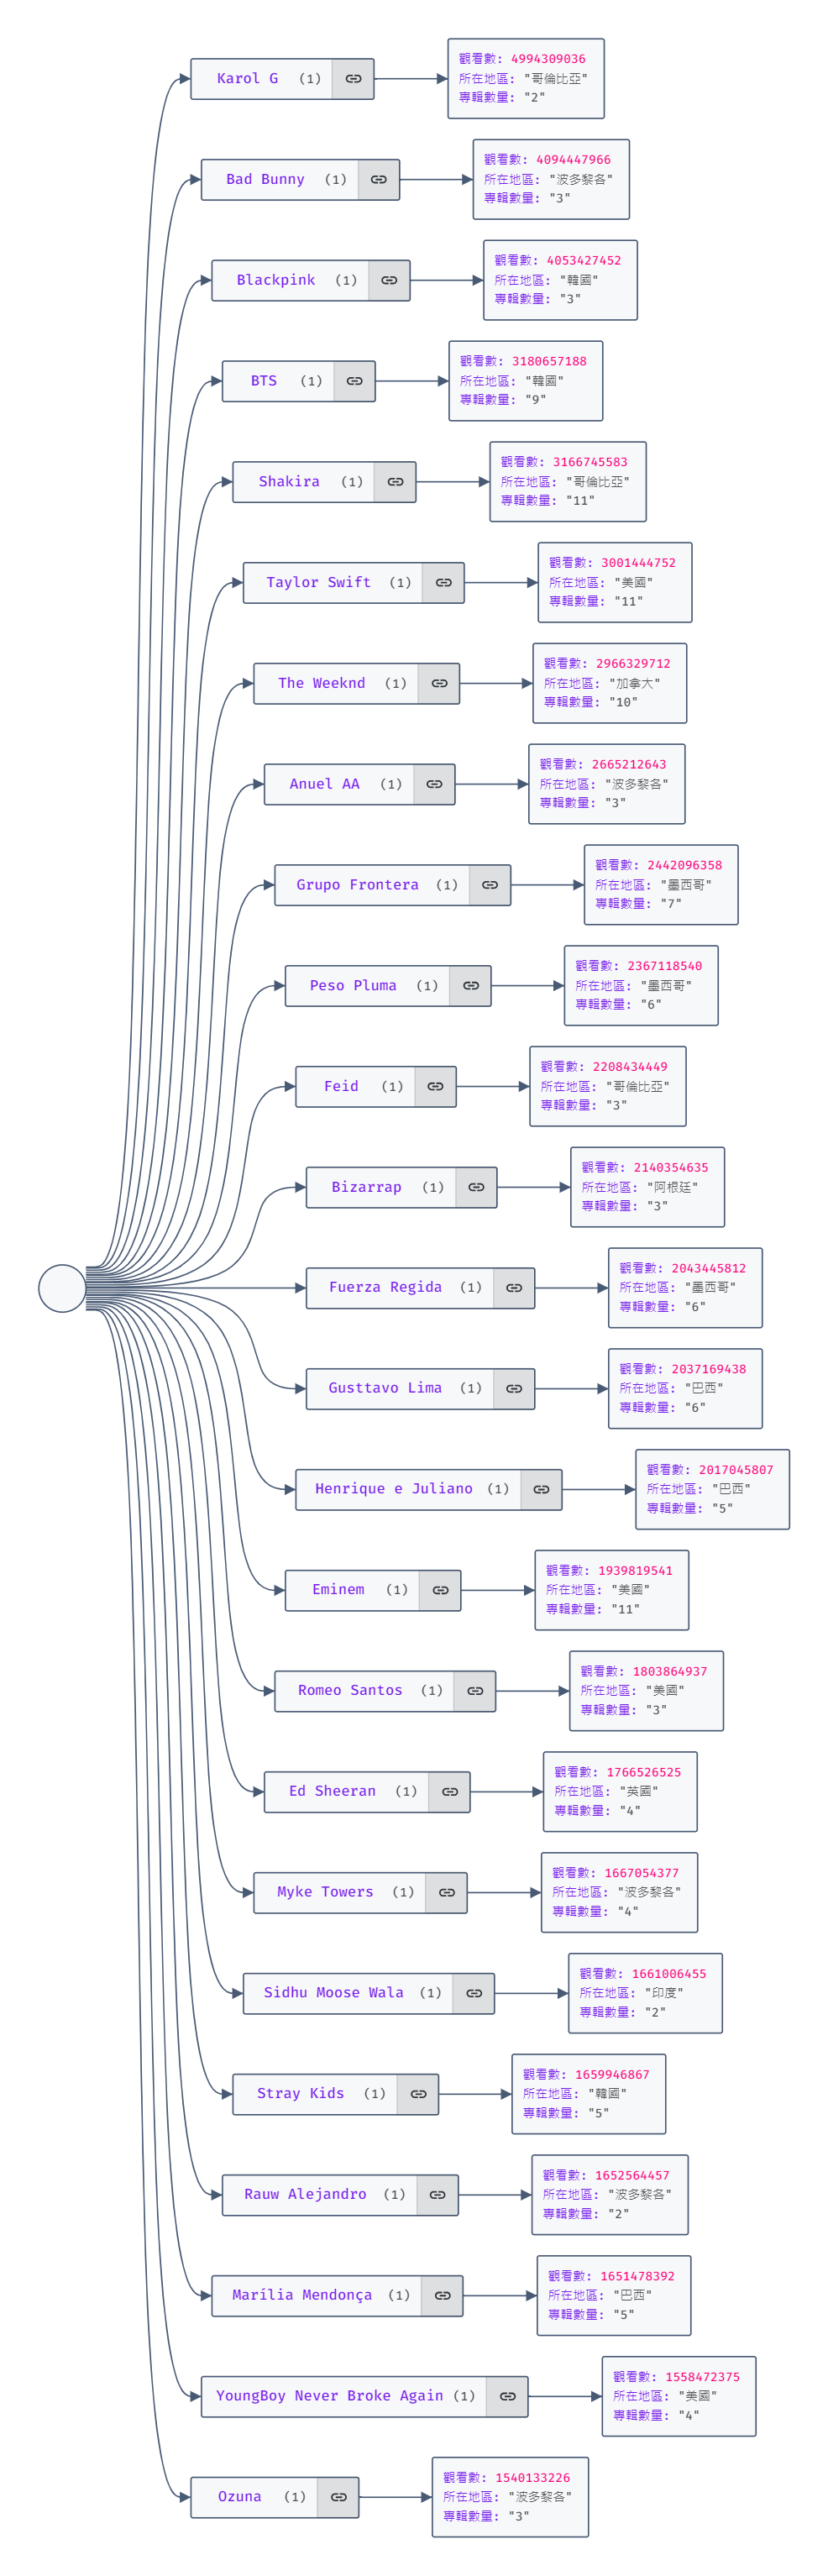 Karol G (1)
觀看數: 4994309036
所在地區: "哥倫比亞"
專輯數量: "2"
Bad Bunny (1)
觀看數: 4094447966
所在地區: "波多黎各"
專輯數量: "3"
Blackpink (1)
觀看數: 4053427452
所在地區: "韓國"
專輯數量: "3"
BTS (1)
觀看數: 3180657188
所在地區: "韓國"
專輯數量: "9"
Shakira (1)
觀看數: 3166745583
所在地區: "哥倫比亞"
專輯數量: "11"
Taylor Swift (1)
觀看數: 3001444752
所在地區: "美國"
專輯數量: "11"
The Weeknd (1)
觀看數: 2966329712
所在地區: "加拿大"
專輯數量: "10"
Anuel AA (1)
觀看數: 2665212643
所在地區: "波多黎各"
專輯數量: "3"
Grupo Frontera (1)
觀看數: 2442096358
所在地區: "墨西哥"
專輯數量: "7"
Peso Pluma (1)
觀看數: 2367118540
所在地區: "墨西哥"
專輯數量: "6"
Feid (1)
觀看數: 2208434449
所在地區: "哥倫比亞"
專輯數量: "3"
Bizarrap (1)
觀看數: 2140354635
所在地區: "阿根廷"
專輯數量: "3"
Fuerza Regida (1)
觀看數: 2043445812
所在地區: "墨西哥"
專輯數量: "6"
Gusttavo Lima (1)
觀看數: 2037169438
所在地區: "巴西"
專輯數量: "6"
Henrique e Juliano (1)
觀看數: 2017045807
所在地區: "巴西"
專輯數量: "5"
Eminem (1)
觀看數: 1939819541
所在地區: "美國"
專輯數量: "11"
Romeo Santos (1)
觀看數: 1803864937
所在地區: "美國"
專輯數量: "3"
Ed Sheeran (1)
觀看數: 1766526525
所在地區: "英國"
專輯數量: "4"
Myke Towers (1)
觀看數: 1667054377
所在地區: "波多黎各"
專輯數量: "4"
Sidhu Moose Wala (1)
觀看數: 1661006455
所在地區: "印度"
專輯數量: "2"
Stray Kids (1)
觀看數: 1659946867
所在地區: "韓國"
專輯數量: "5"
Rauw Alejandro (1)
觀看數: 1652564457
所在地區: "波多黎各"
專輯數量: "2"
Marília Mendonça (1)
觀看數: 1651478392
所在地區: "巴西"
專輯數量: "5"
YoungBoy Never Broke Again (1)
觀看數: 1558472375
所在地區: "美國"
專輯數量: "4"
Ozuna (1)
觀看數: 1540133226
所在地區: "波多黎各"
專輯數量: "3"